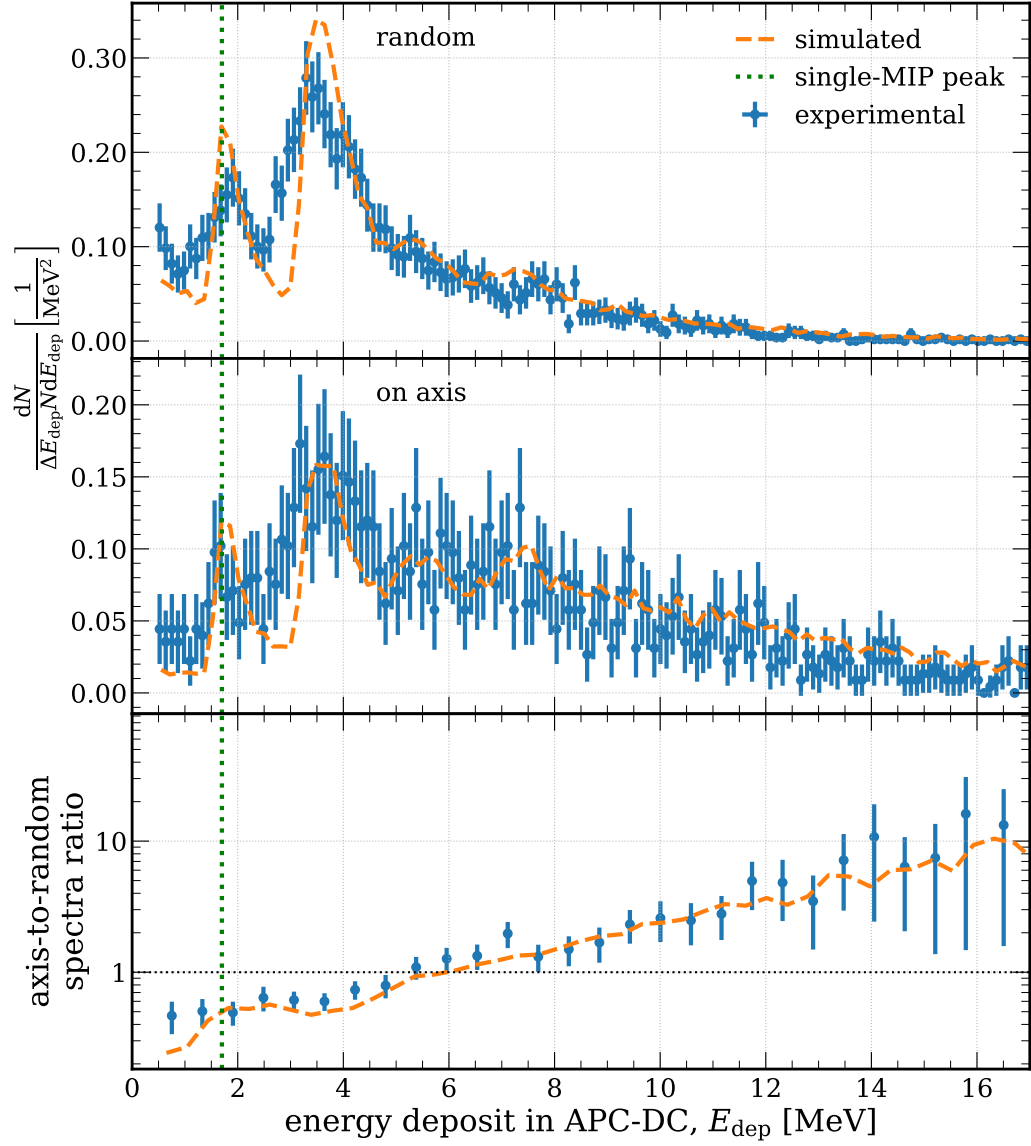 random
simulated
single-MIP peak
experimental
0.30
0.20
0.10
0.00
dN / ΔE_dep N dE_dep [1 / MeV²]
on axis
0.20
0.15
0.10
0.05
0.00
axis-to-random
spectra ratio
10
1
0 2 4 6 8 10 12 14 16
energy deposit in APC-DC, E_dep [MeV]